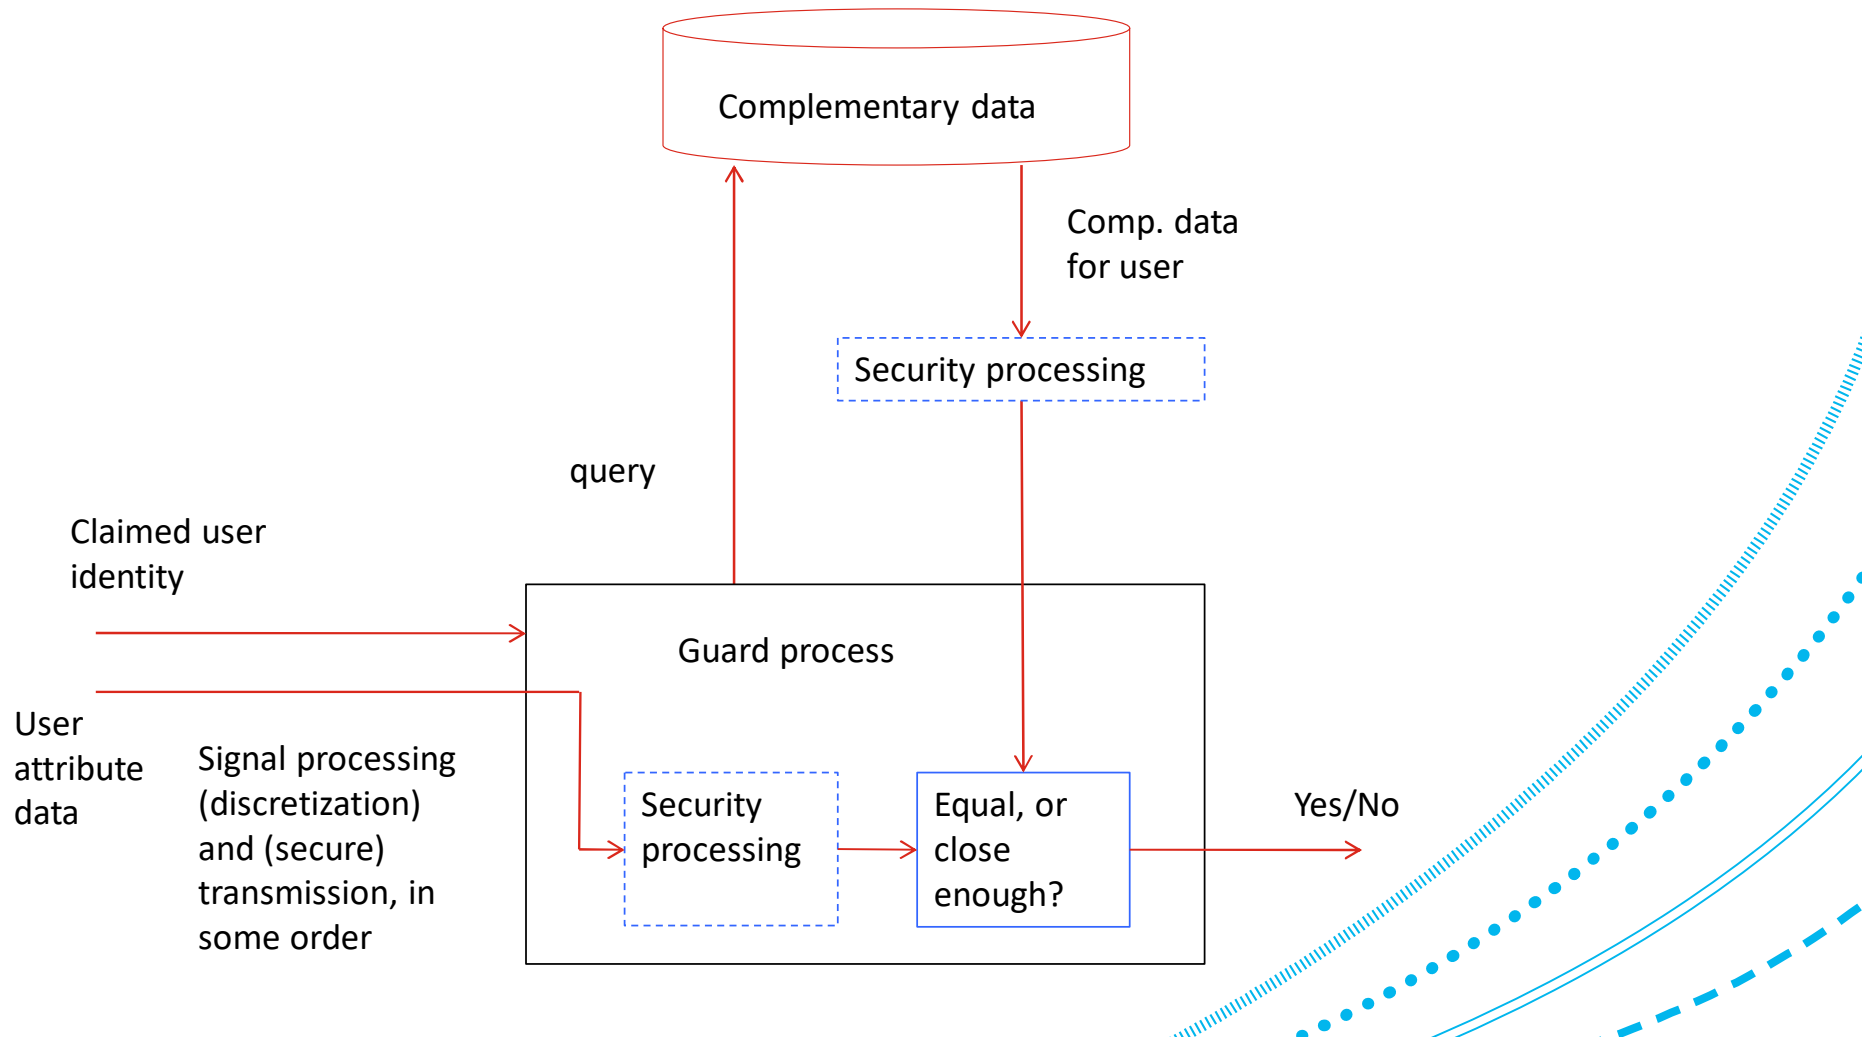 Complementary data
Comp. data
for user
Security processing
query
Claimed user
identity
Guard process
User
attribute
data
Signal processing
(discretization)
and (secure)
transmission, in
some order
Security
processing
Equal, or
close
enough?
Yes/No